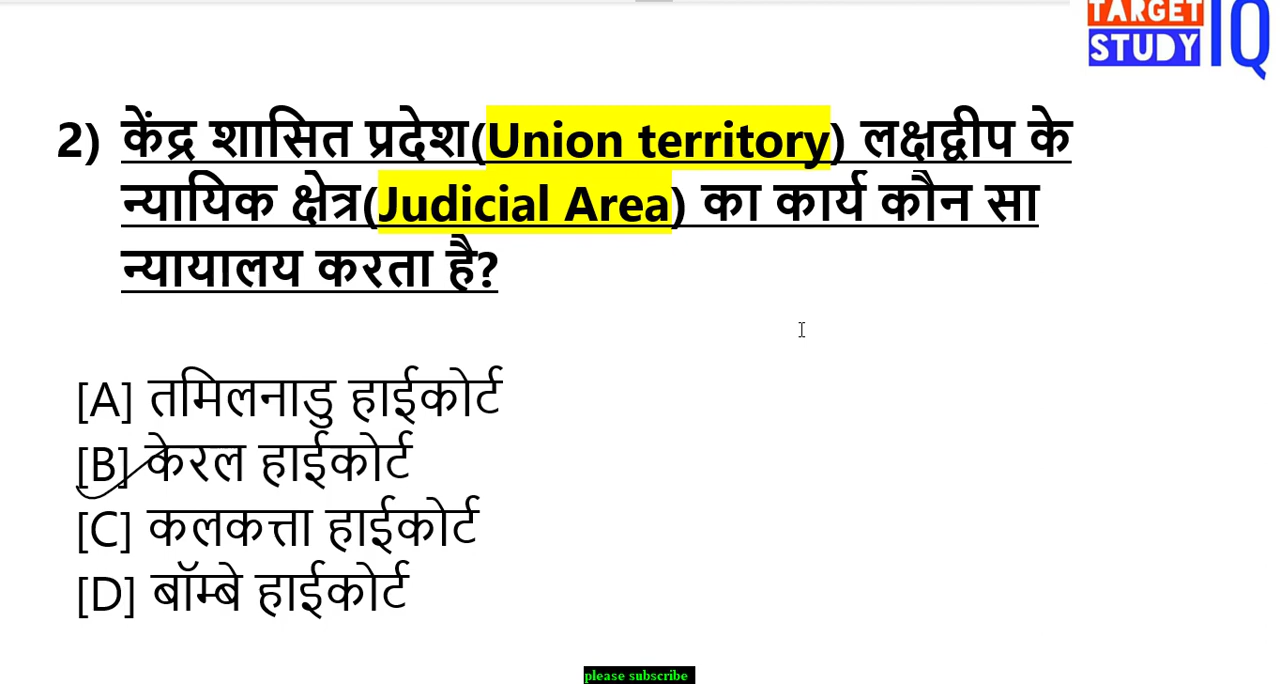 TARGET
STUDY IQ
2) केंद्र शासित प्रदेश(Union territory) लक्षद्वीप के
न्यायिक क्षेत्र(Judicial Area) का कार्य कौन सा
न्यायालय करता है?
[A] तमिलनाडु हाईकोर्ट
[B] केरल हाईकोर्ट
[C] कलकत्ता हाईकोर्ट
[D] बॉम्बे हाईकोर्ट
please subscribe